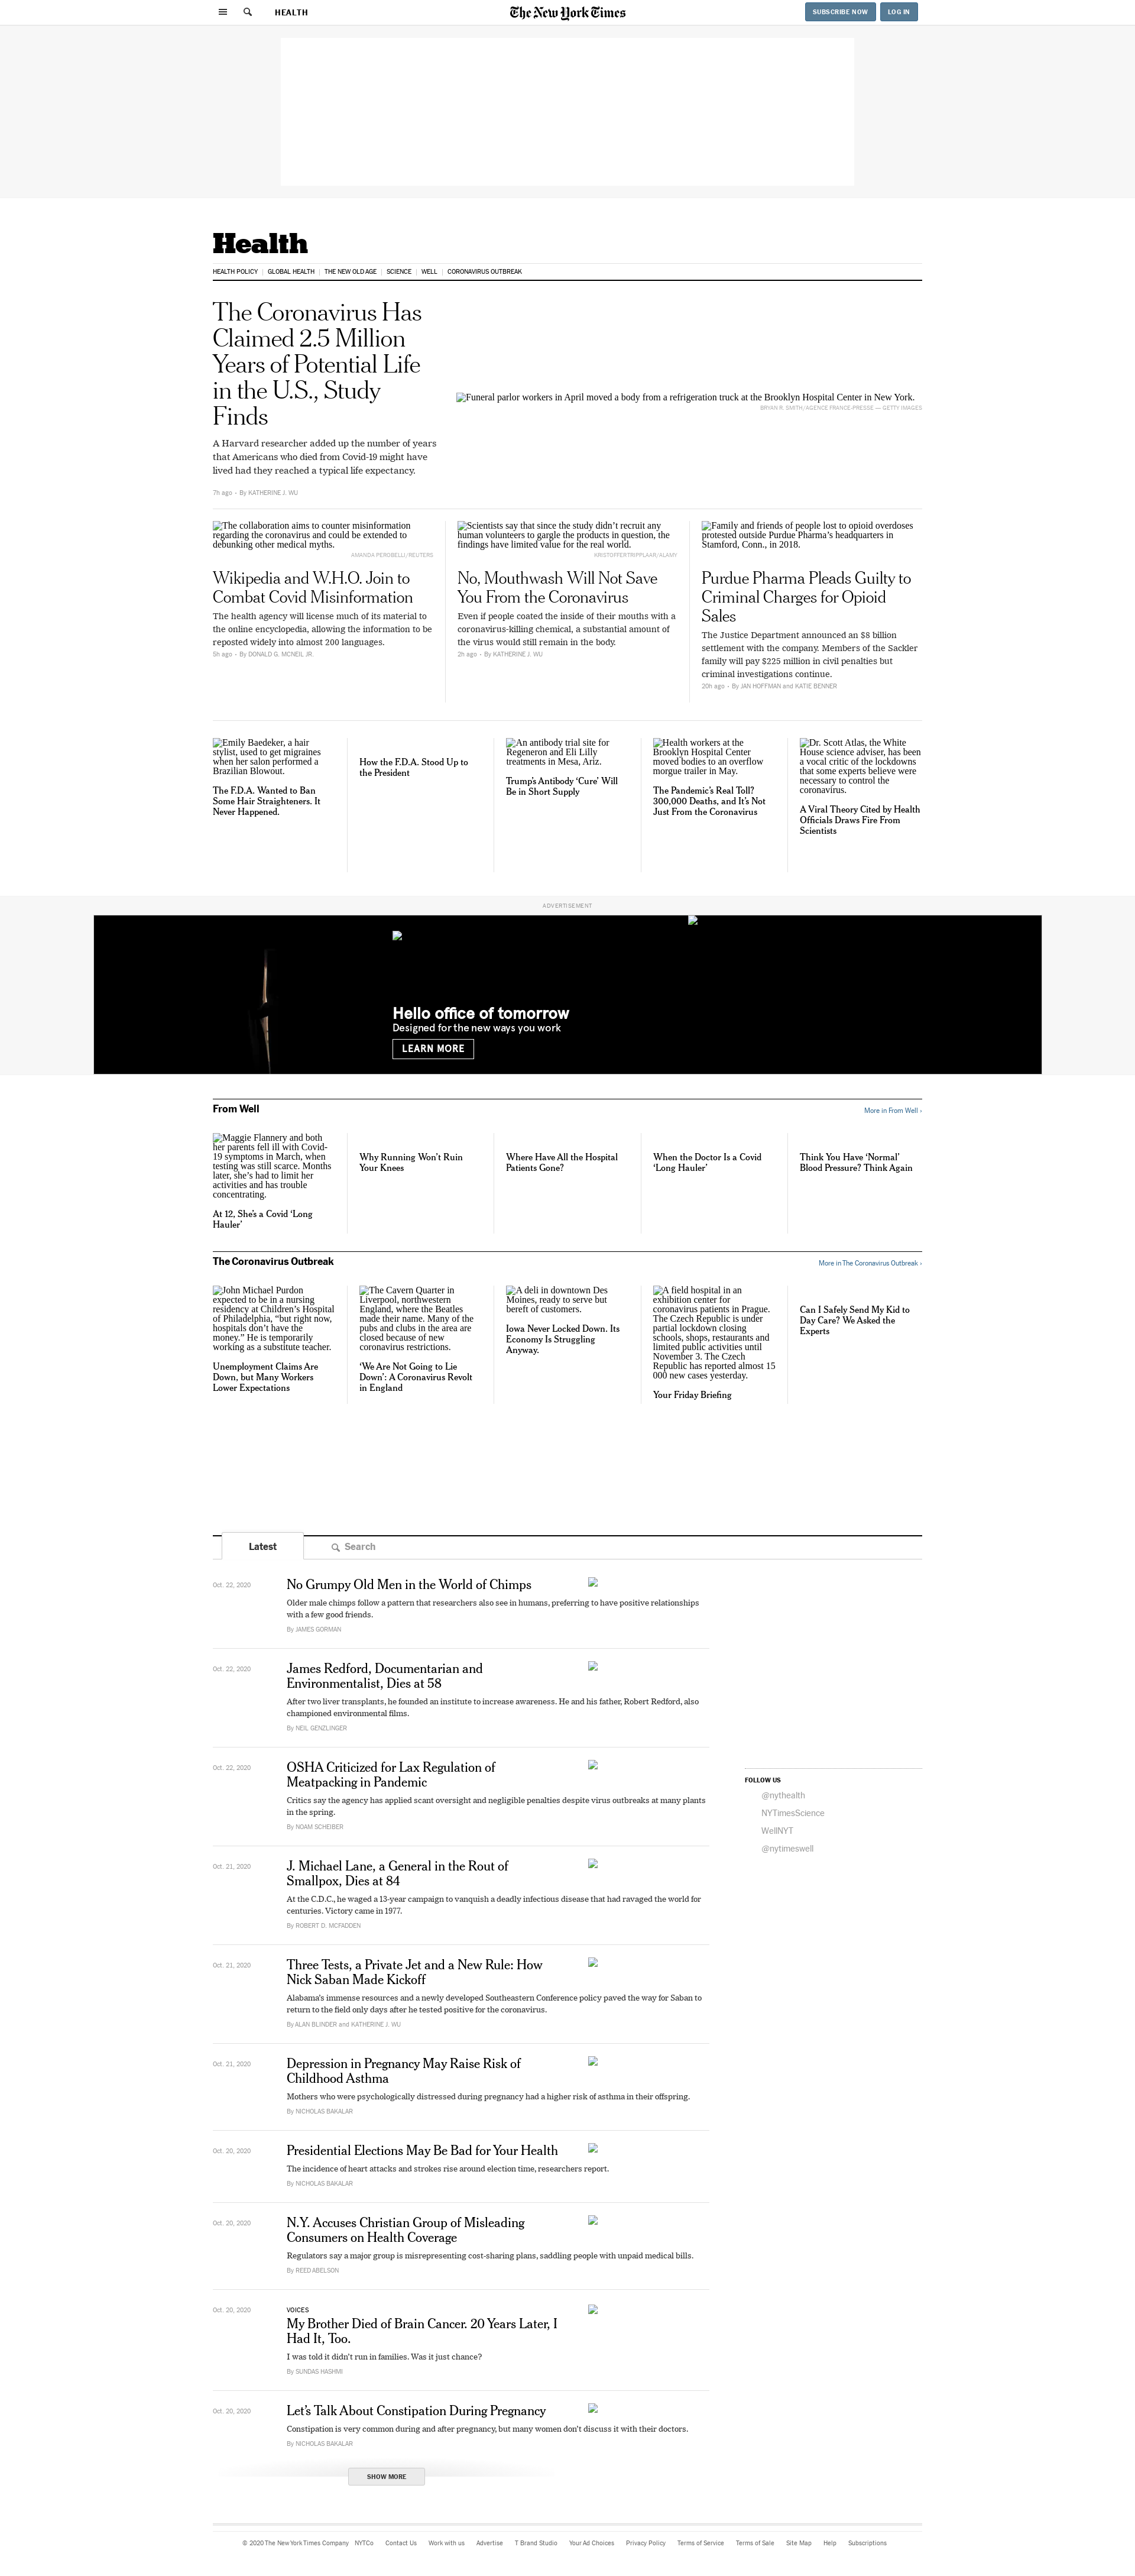 HEALTH
The New York Times
SUBSCRIBE NOW
LOG IN
Health
HEALTH POLICY
GLOBAL HEALTH
THE NEW OLD AGE
SCIENCE
WELL
CORONAVIRUS OUTBREAK
The Coronavirus Has
Claimed 2.5 Million
Years of Potential Life
in the U.S., Study
Finds
A Harvard researcher added up the number of years
that Americans who died from Covid-19 might have
lived had they reached a typical life expectancy.
7h ago • By KATHERINE J. WU
Funeral parlor workers in April moved a body from a refrigeration truck at the Brooklyn Hospital Center in New York.
BRYAN R. SMITH/AGENCE FRANCE-PRESSE — GETTY IMAGES
The collaboration aims to counter misinformation
regarding the coronavirus and could be extended to
debunking other medical myths.
AMANDA PEROBELLI/REUTERS
Wikipedia and W.H.O. Join to
Combat Covid Misinformation
The health agency will license much of its material to
the online encyclopedia, allowing the information to be
reposted widely into almost 200 languages.
5h ago • By DONALD G. MCNEIL JR.
Scientists say that since the study didn't recruit any
human volunteers to gargle the products in question, the
findings have limited value for the real world.
KRISTOFFERTRIPPLAAR/ALAMY
No, Mouthwash Will Not Save
You From the Coronavirus
Even if people coated the inside of their mouths with a
coronavirus-killing chemical, a substantial amount of
the virus would still remain in the body.
2h ago • By KATHERINE J. WU
Family and friends of people lost to opioid overdoses
protested outside Purdue Pharma's headquarters in
Stamford, Conn., in 2018.
Purdue Pharma Pleads Guilty to
Criminal Charges for Opioid
Sales
The Justice Department announced an $8 billion
settlement with the company. Members of the Sackler
family will pay $225 million in civil penalties but
criminal investigations continue.
20h ago • By JAN HOFFMAN and KATIE BENNER
Emily Baedeker, a hair
stylist, used to get migraines
when her salon performed a
Brazilian Blowout.
The F.D.A. Wanted to Ban
Some Hair Straighteners. It
Never Happened.
How the F.D.A. Stood Up to
the President
An antibody trial site for
Regeneron and Eli Lilly
treatments in Mesa, Ariz.
Trump's Antibody 'Cure' Will
Be in Short Supply
Health workers at the
Brooklyn Hospital Center
moved bodies to an overflow
morgue trailer in May.
The Pandemic's Real Toll?
300,000 Deaths, and It's Not
Just From the Coronavirus
Dr. Scott Atlas, the White
House science adviser, has been
a vocal critic of the lockdowns
that some experts believe were
necessary to control the
coronavirus.
A Viral Theory Cited by Health
Officials Draws Fire From
Scientists
ADVERTISEMENT
Hello office of tomorrow
Designed for the new ways you work
LEARN MORE
From Well
More in From Well ›
Maggie Flannery and both
her parents fell ill with Covid-
19 symptoms in March, when
testing was still scarce. Months
later, she's had to limit her
activities and has trouble
concentrating.
At 12, She's a Covid 'Long
Hauler'
Why Running Won't Ruin
Your Knees
Where Have All the Hospital
Patients Gone?
When the Doctor Is a Covid
'Long Hauler'
Think You Have 'Normal'
Blood Pressure? Think Again
The Coronavirus Outbreak
More in The Coronavirus Outbreak ›
John Michael Purdon
expected to be in a nursing
residency at Children's Hospital
of Philadelphia, “but right now,
hospitals don't have the
money.” He is temporarily
working as a substitute teacher.
Unemployment Claims Are
Down, but Many Workers
Lower Expectations
The Cavern Quarter in
Liverpool, northwestern
England, where the Beatles
made their name. Many of the
pubs and clubs in the area are
closed because of new
coronavirus restrictions.
'We Are Not Going to Lie
Down': A Coronavirus Revolt
in England
A deli in downtown Des
Moines, ready to serve but
bereft of customers.
Iowa Never Locked Down. Its
Economy Is Struggling
Anyway.
A field hospital in an
exhibition center for
coronavirus patients in Prague.
The Czech Republic is under
partial lockdown closing
schools, shops, restaurants and
limited public activities until
November 3. The Czech
Republic has reported almost 15
000 new cases yesterday.
Your Friday Briefing
Can I Safely Send My Kid to
Day Care? We Asked the
Experts
Latest
Search
Oct. 22, 2020
No Grumpy Old Men in the World of Chimps
Older male chimps follow a pattern that researchers also see in humans, preferring to have positive relationships
with a few good friends.
By JAMES GORMAN
Oct. 22, 2020
James Redford, Documentarian and
Environmentalist, Dies at 58
After two liver transplants, he founded an institute to increase awareness. He and his father, Robert Redford, also
championed environmental films.
By NEIL GENZLINGER
Oct. 22, 2020
OSHA Criticized for Lax Regulation of
Meatpacking in Pandemic
Critics say the agency has applied scant oversight and negligible penalties despite virus outbreaks at many plants
in the spring.
By NOAM SCHEIBER
FOLLOW US
@nythealth
NYTimesScience
WellNYT
@nytimeswell
Oct. 21, 2020
J. Michael Lane, a General in the Rout of
Smallpox, Dies at 84
At the C.D.C., he waged a 13-year campaign to vanquish a deadly infectious disease that had ravaged the world for
centuries. Victory came in 1977.
By ROBERT D. MCFADDEN
Oct. 21, 2020
Three Tests, a Private Jet and a New Rule: How
Nick Saban Made Kickoff
Alabama's immense resources and a newly developed Southeastern Conference policy paved the way for Saban to
return to the field only days after he tested positive for the coronavirus.
By ALAN BLINDER and KATHERINE J. WU
Oct. 21, 2020
Depression in Pregnancy May Raise Risk of
Childhood Asthma
Mothers who were psychologically distressed during pregnancy had a higher risk of asthma in their offspring.
By NICHOLAS BAKALAR
Oct. 20, 2020
Presidential Elections May Be Bad for Your Health
The incidence of heart attacks and strokes rise around election time, researchers report.
By NICHOLAS BAKALAR
Oct. 20, 2020
N.Y. Accuses Christian Group of Misleading
Consumers on Health Coverage
Regulators say a major group is misrepresenting cost-sharing plans, saddling people with unpaid medical bills.
By REED ABELSON
Oct. 20, 2020
VOICES
My Brother Died of Brain Cancer. 20 Years Later, I
Had It, Too.
I was told it didn't run in families. Was it just chance?
By SUNDAS HASHMI
Oct. 20, 2020
Let's Talk About Constipation During Pregnancy
Constipation is very common during and after pregnancy, but many women don't discuss it with their doctors.
By NICHOLAS BAKALAR
SHOW MORE
© 2020 The New York Times Company
NYTCo
Contact Us
Work with us
Advertise
T Brand Studio
Your Ad Choices
Privacy Policy
Terms of Service
Terms of Sale
Site Map
Help
Subscriptions